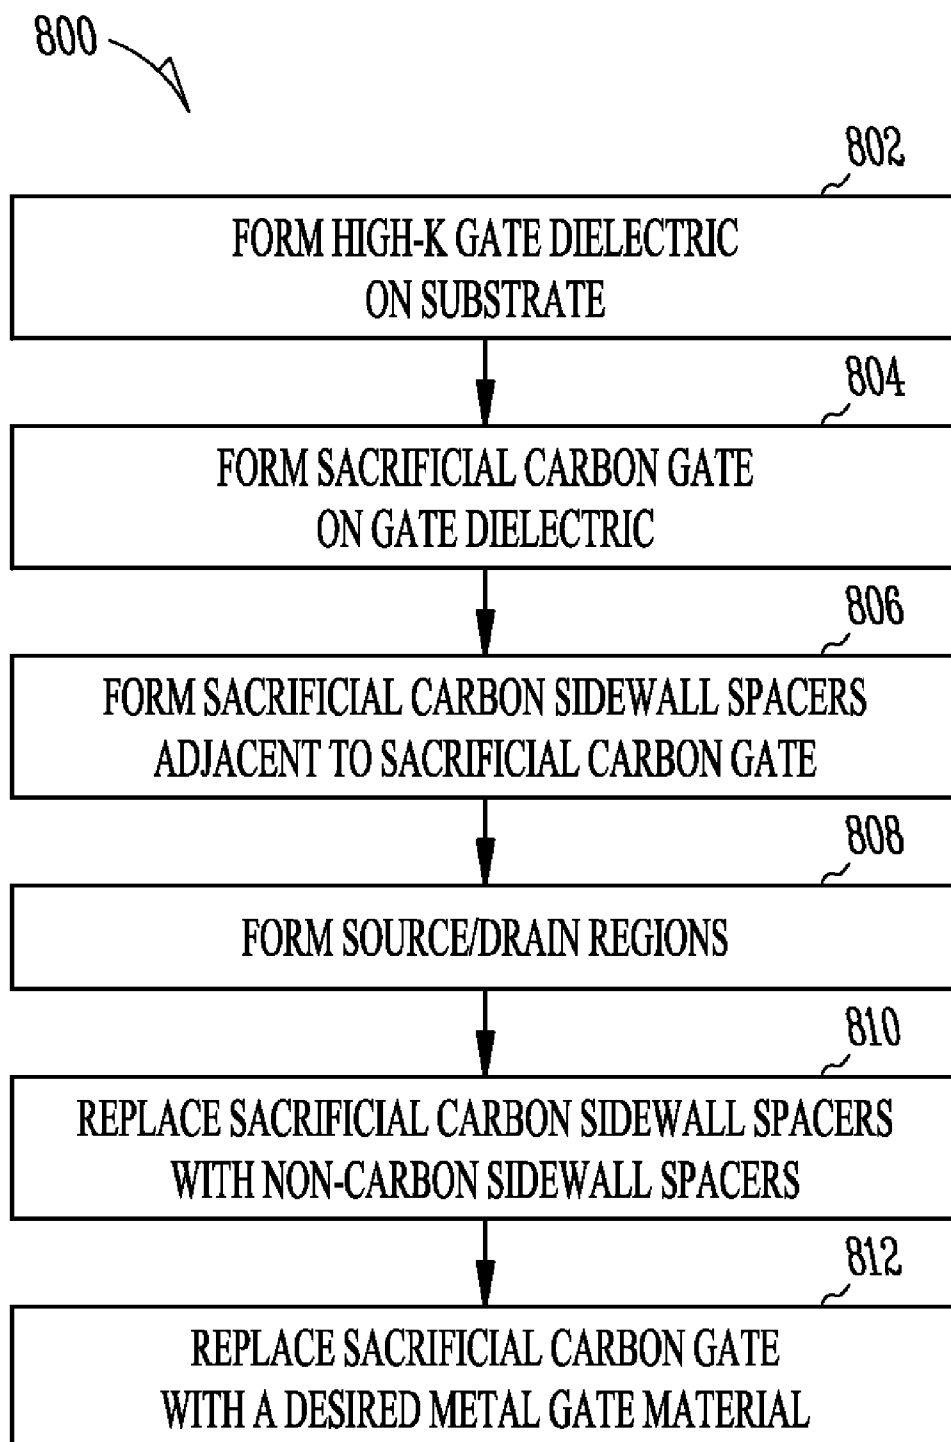 800
802
FORM HIGH-K GATE DIELECTRIC
ON SUBSTRATE
804
FORM SACRIFICIAL CARBON GATE
ON GATE DIELECTRIC
806
FORM SACRIFICIAL CARBON SIDEWALL SPACERS
ADJACENT TO SACRIFICIAL CARBON GATE
808
FORM SOURCE/DRAIN REGIONS
810
REPLACE SACRIFICIAL CARBON SIDEWALL SPACERS
WITH NON-CARBON SIDEWALL SPACERS
812
REPLACE SACRIFICIAL CARBON GATE
WITH A DESIRED METAL GATE MATERIAL